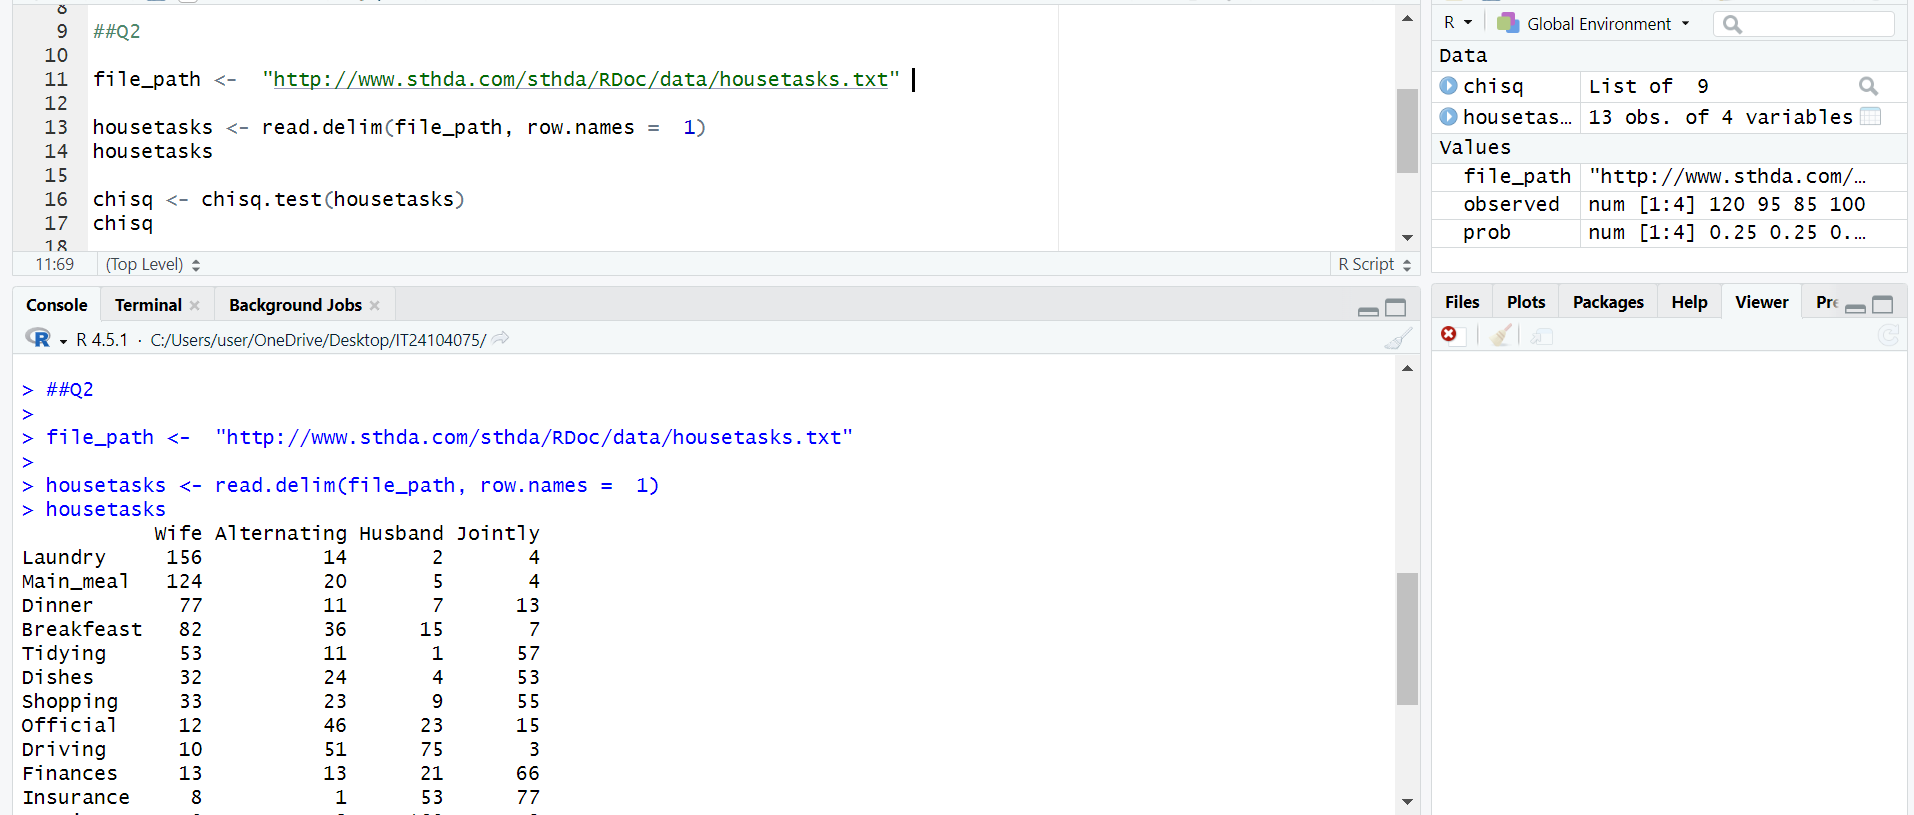 8
9 ##Q2
10
11 file_path <-  "http://www.sthda.com/sthda/RDoc/data/housetasks.txt"
12
13 housetasks <- read.delim(file_path, row.names =  1)
14 housetasks
15
16 chisq <- chisq.test(housetasks)
17 chisq
18
11:69 (Top Level) R Script
R Global Environment
Data
chisq List of  9
housetas… 13 obs. of 4 variables
Values
file_path "http://www.sthda.com/…
observed num [1:4] 120 95 85 100
prob num [1:4] 0.25 0.25 0.…
Console Terminal Background Jobs
R 4.5.1 · C:/Users/user/OneDrive/Desktop/IT24104075/
> ##Q2
>
> file_path <-  "http://www.sthda.com/sthda/RDoc/data/housetasks.txt"
>
> housetasks <- read.delim(file_path, row.names =  1)
> housetasks
Wife Alternating Husband Jointly
Laundry 156 14 2 4
Main_meal 124 20 5 4
Dinner 77 11 7 13
Breakfeast 82 36 15 7
Tidying 53 11 1 57
Dishes 32 24 4 53
Shopping 33 23 9 55
Official 12 46 23 15
Driving 10 51 75 3
Finances 13 13 21 66
Insurance 8 1 53 77
Files Plots Packages Help Viewer Pre